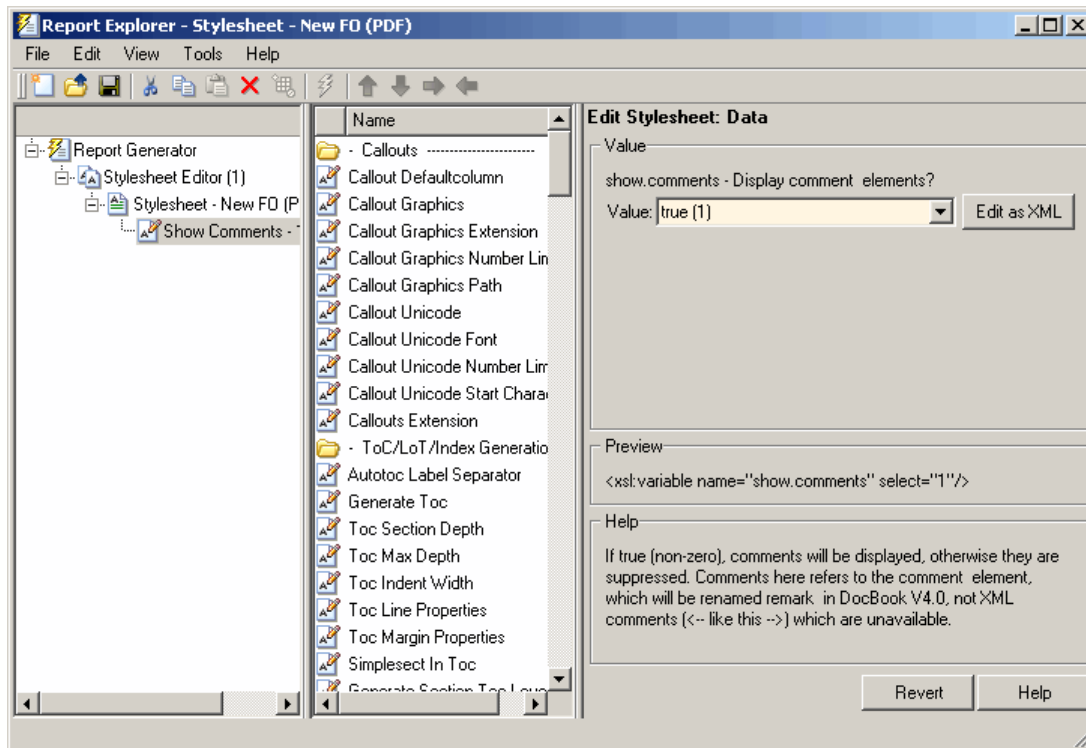 Report Explorer - Stylesheet - New FO (PDF)
File Edit View Tools Help
Report Generator
Stylesheet Editor (1)
Stylesheet - New FO (P
Show Comments -
Name
- Callouts -----------------------
Callout Defaultcolumn
Callout Graphics
Callout Graphics Extension
Callout Graphics Number Lin
Callout Graphics Path
Callout Unicode
Callout Unicode Font
Callout Unicode Number Lim
Callout Unicode Start Chara
Callouts Extension
- ToC/LoT/Index Generatio
Autotoc Label Separator
Generate Toc
Toc Section Depth
Toc Max Depth
Toc Indent Width
Toc Line Properties
Toc Margin Properties
Simplesect In Toc
Generate Section Toc Leve
Edit Stylesheet: Data
Value
show.comments - Display comment elements?
Value: true (1) Edit as XML
Preview
<xsl:variable name="show.comments" select="1"/>
Help
If true (non-zero), comments will be displayed, otherwise they are
suppressed. Comments here refers to the comment element,
which will be renamed remark in DocBook V4.0, not XML
comments (<-- like this -->) which are unavailable.
Revert Help